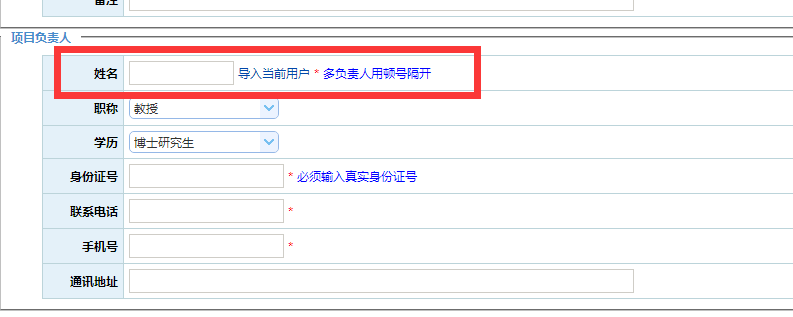 备注
项目负责人
姓名 导入当前用户 * 多负责人用顿号隔开
职称 教授
学历 博士研究生
身份证号 * 必须输入真实身份证号
联系电话 *
手机号 *
通讯地址